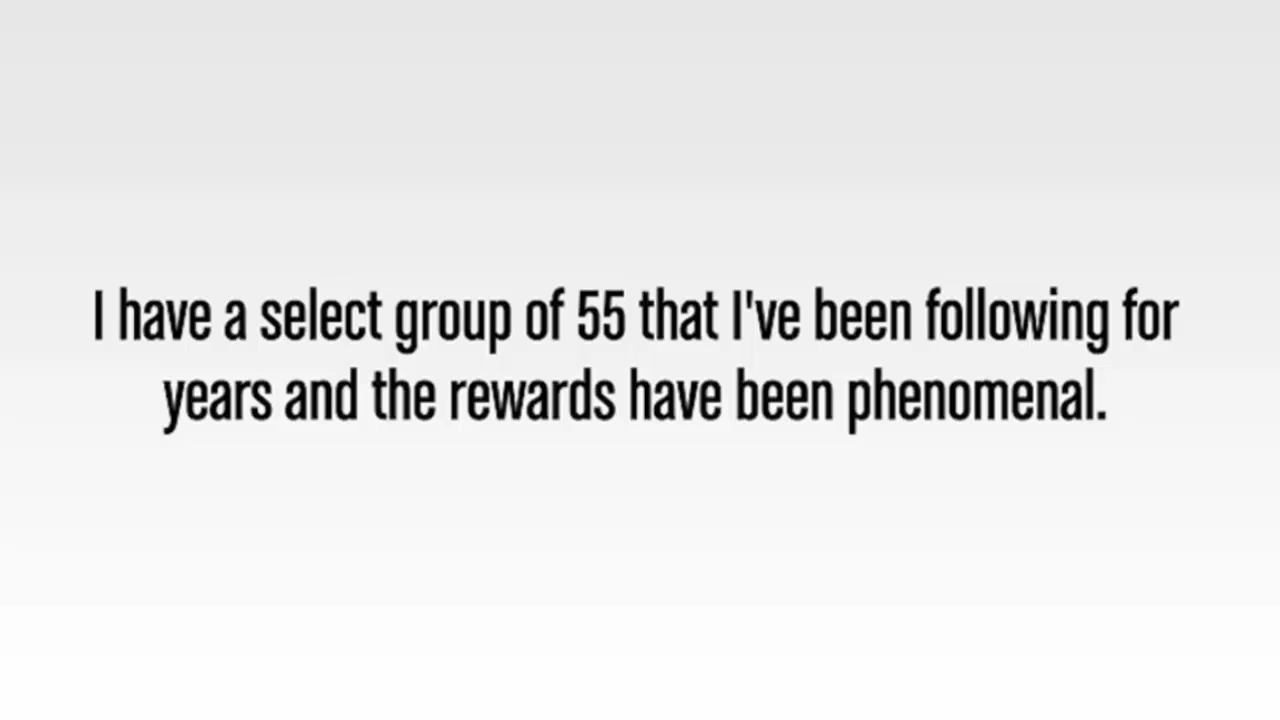 I have a select group of 55 that I've been following for
years and the rewards have been phenomenal.